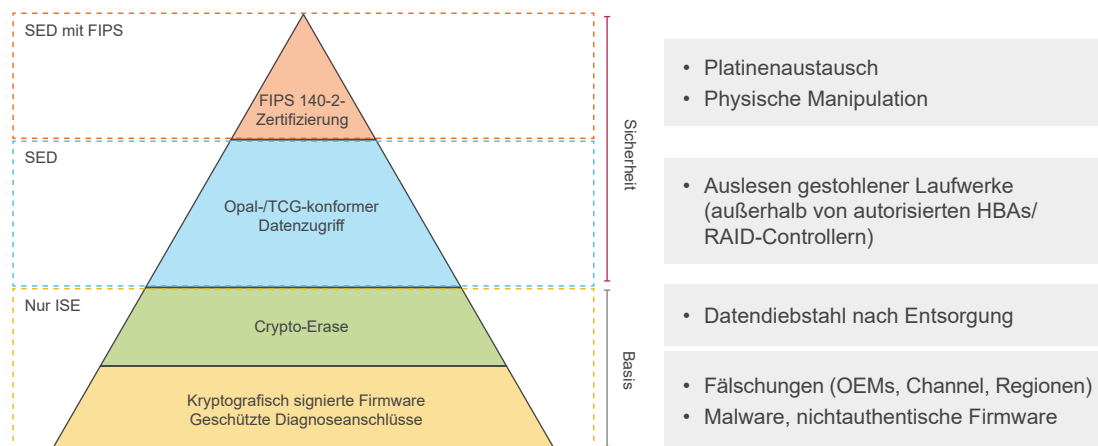 SED mit FIPS
FIPS 140-2-
Zertifizierung
• Platinenaustausch
• Physische Manipulation
Sicherheit
SED
Opal-/TCG-konformer
Datenzugriff
• Auslesen gestohlener Laufwerke
(außerhalb von autorisierten HBAs/
RAID-Controllern)
Nur ISE
Crypto-Erase
• Datendiebstahl nach Entsorgung
Basis
Kryptografisch signierte Firmware
Geschützte Diagnoseanschlüsse
• Fälschungen (OEMs, Channel, Regionen)
• Malware, nichtauthentische Firmware